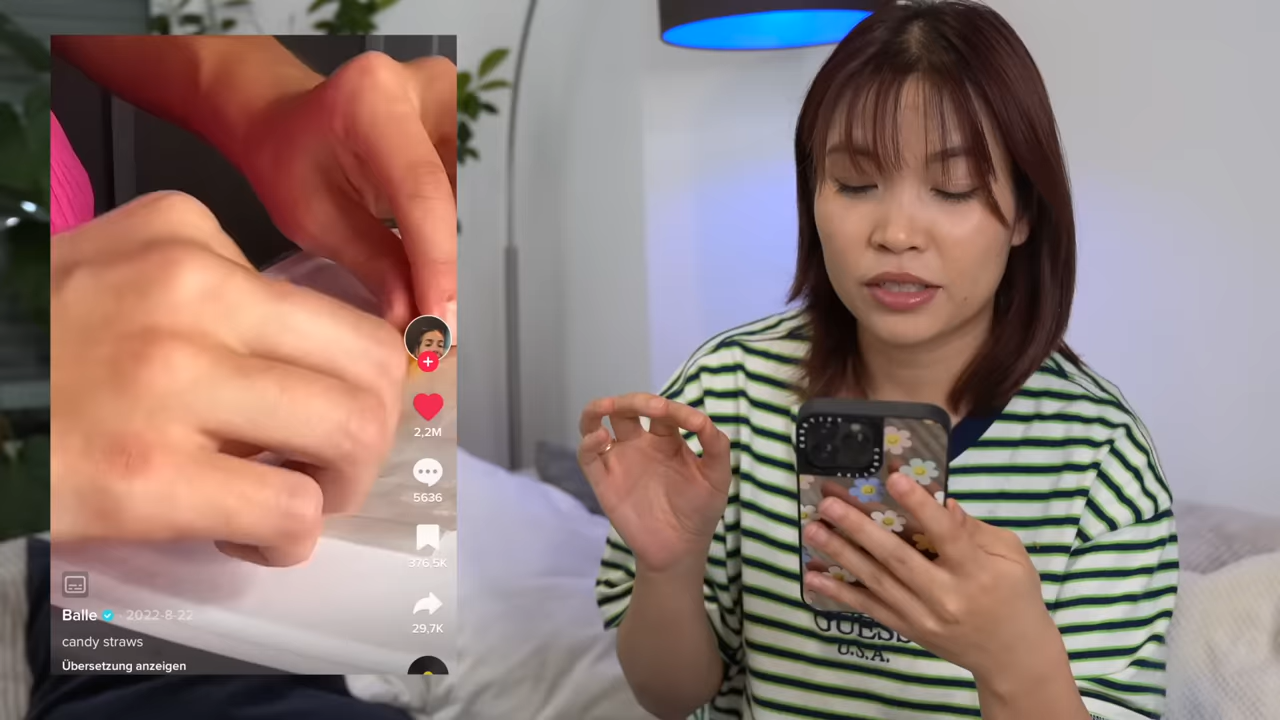 2,2M
5636
376,5K
29,7K
Balle · 2022-8-22
candy straws
Übersetzung anzeigen
GUESS
U.S.A.